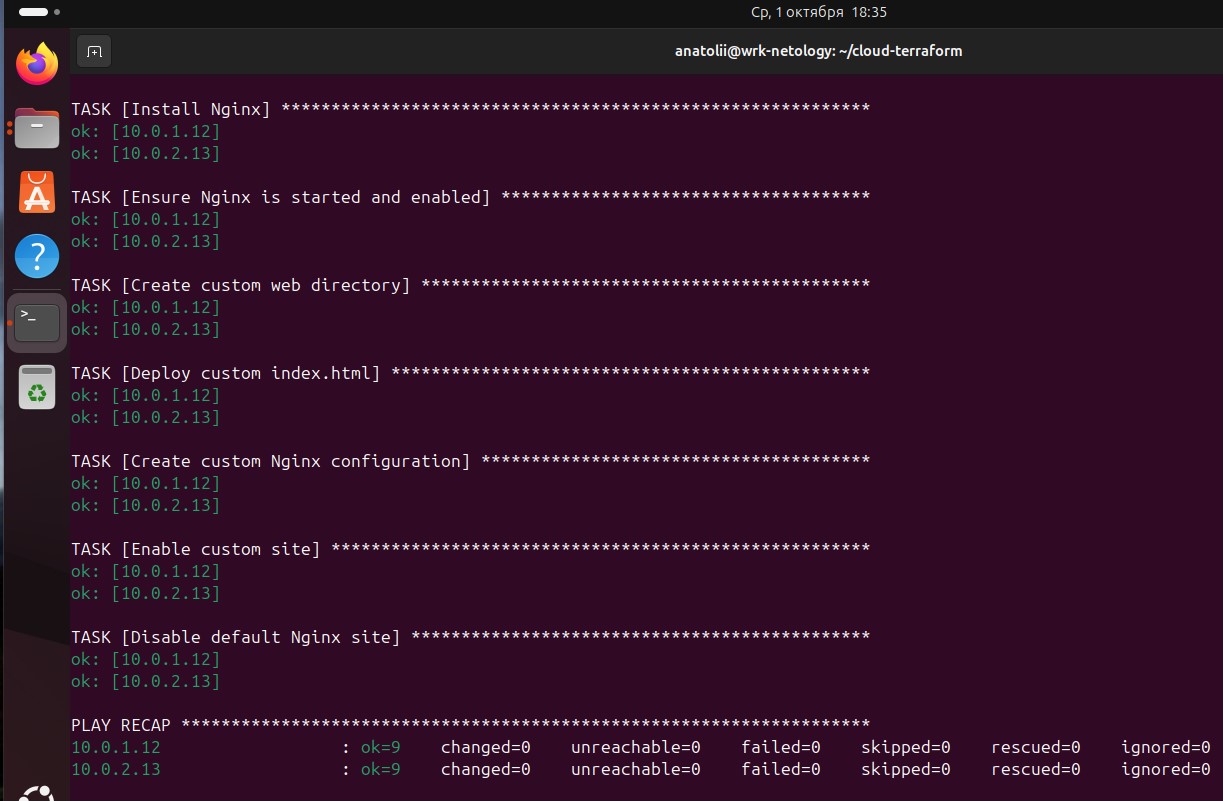 Ср, 1 октября 18:35
anatolii@wrk-netology: ~/cloud-terraform
TASK [Install Nginx] ***********************************************************
ok: [10.0.1.12]
ok: [10.0.2.13]
TASK [Ensure Nginx is started and enabled] *************************************
ok: [10.0.1.12]
ok: [10.0.2.13]
TASK [Create custom web directory] *********************************************
ok: [10.0.1.12]
ok: [10.0.2.13]
TASK [Deploy custom index.html] ************************************************
ok: [10.0.1.12]
ok: [10.0.2.13]
TASK [Create custom Nginx configuration] ***************************************
ok: [10.0.1.12]
ok: [10.0.2.13]
TASK [Enable custom site] ******************************************************
ok: [10.0.1.12]
ok: [10.0.2.13]
TASK [Disable default Nginx site] **********************************************
ok: [10.0.1.12]
ok: [10.0.2.13]
PLAY RECAP *********************************************************************
10.0.1.12                  : ok=9    changed=0    unreachable=0    failed=0    skipped=0    rescued=0    ignored=0
10.0.2.13                  : ok=9    changed=0    unreachable=0    failed=0    skipped=0    rescued=0    ignored=0